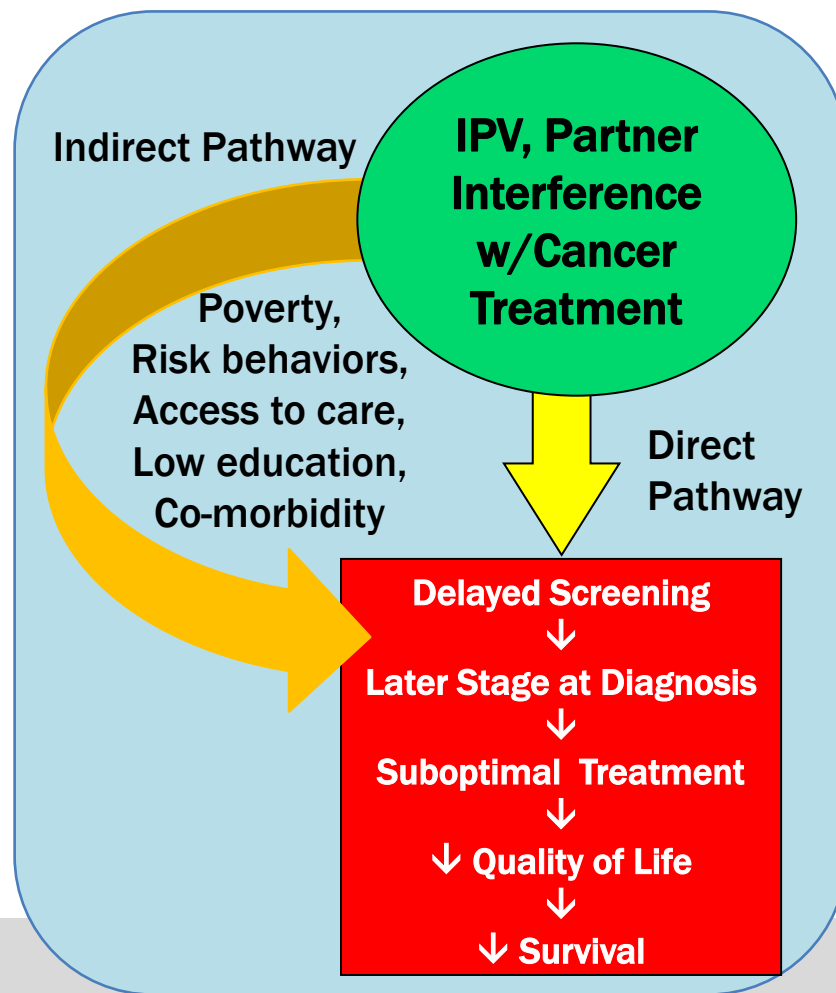 Indirect Pathway
IPV, Partner
Interference
w/Cancer
Treatment
Poverty,
Risk behaviors,
Access to care,
Low education,
Co-morbidity
Direct
Pathway
Delayed Screening
↓
Later Stage at Diagnosis
↓
Suboptimal  Treatment
↓
↓ Quality of Life
↓
↓ Survival